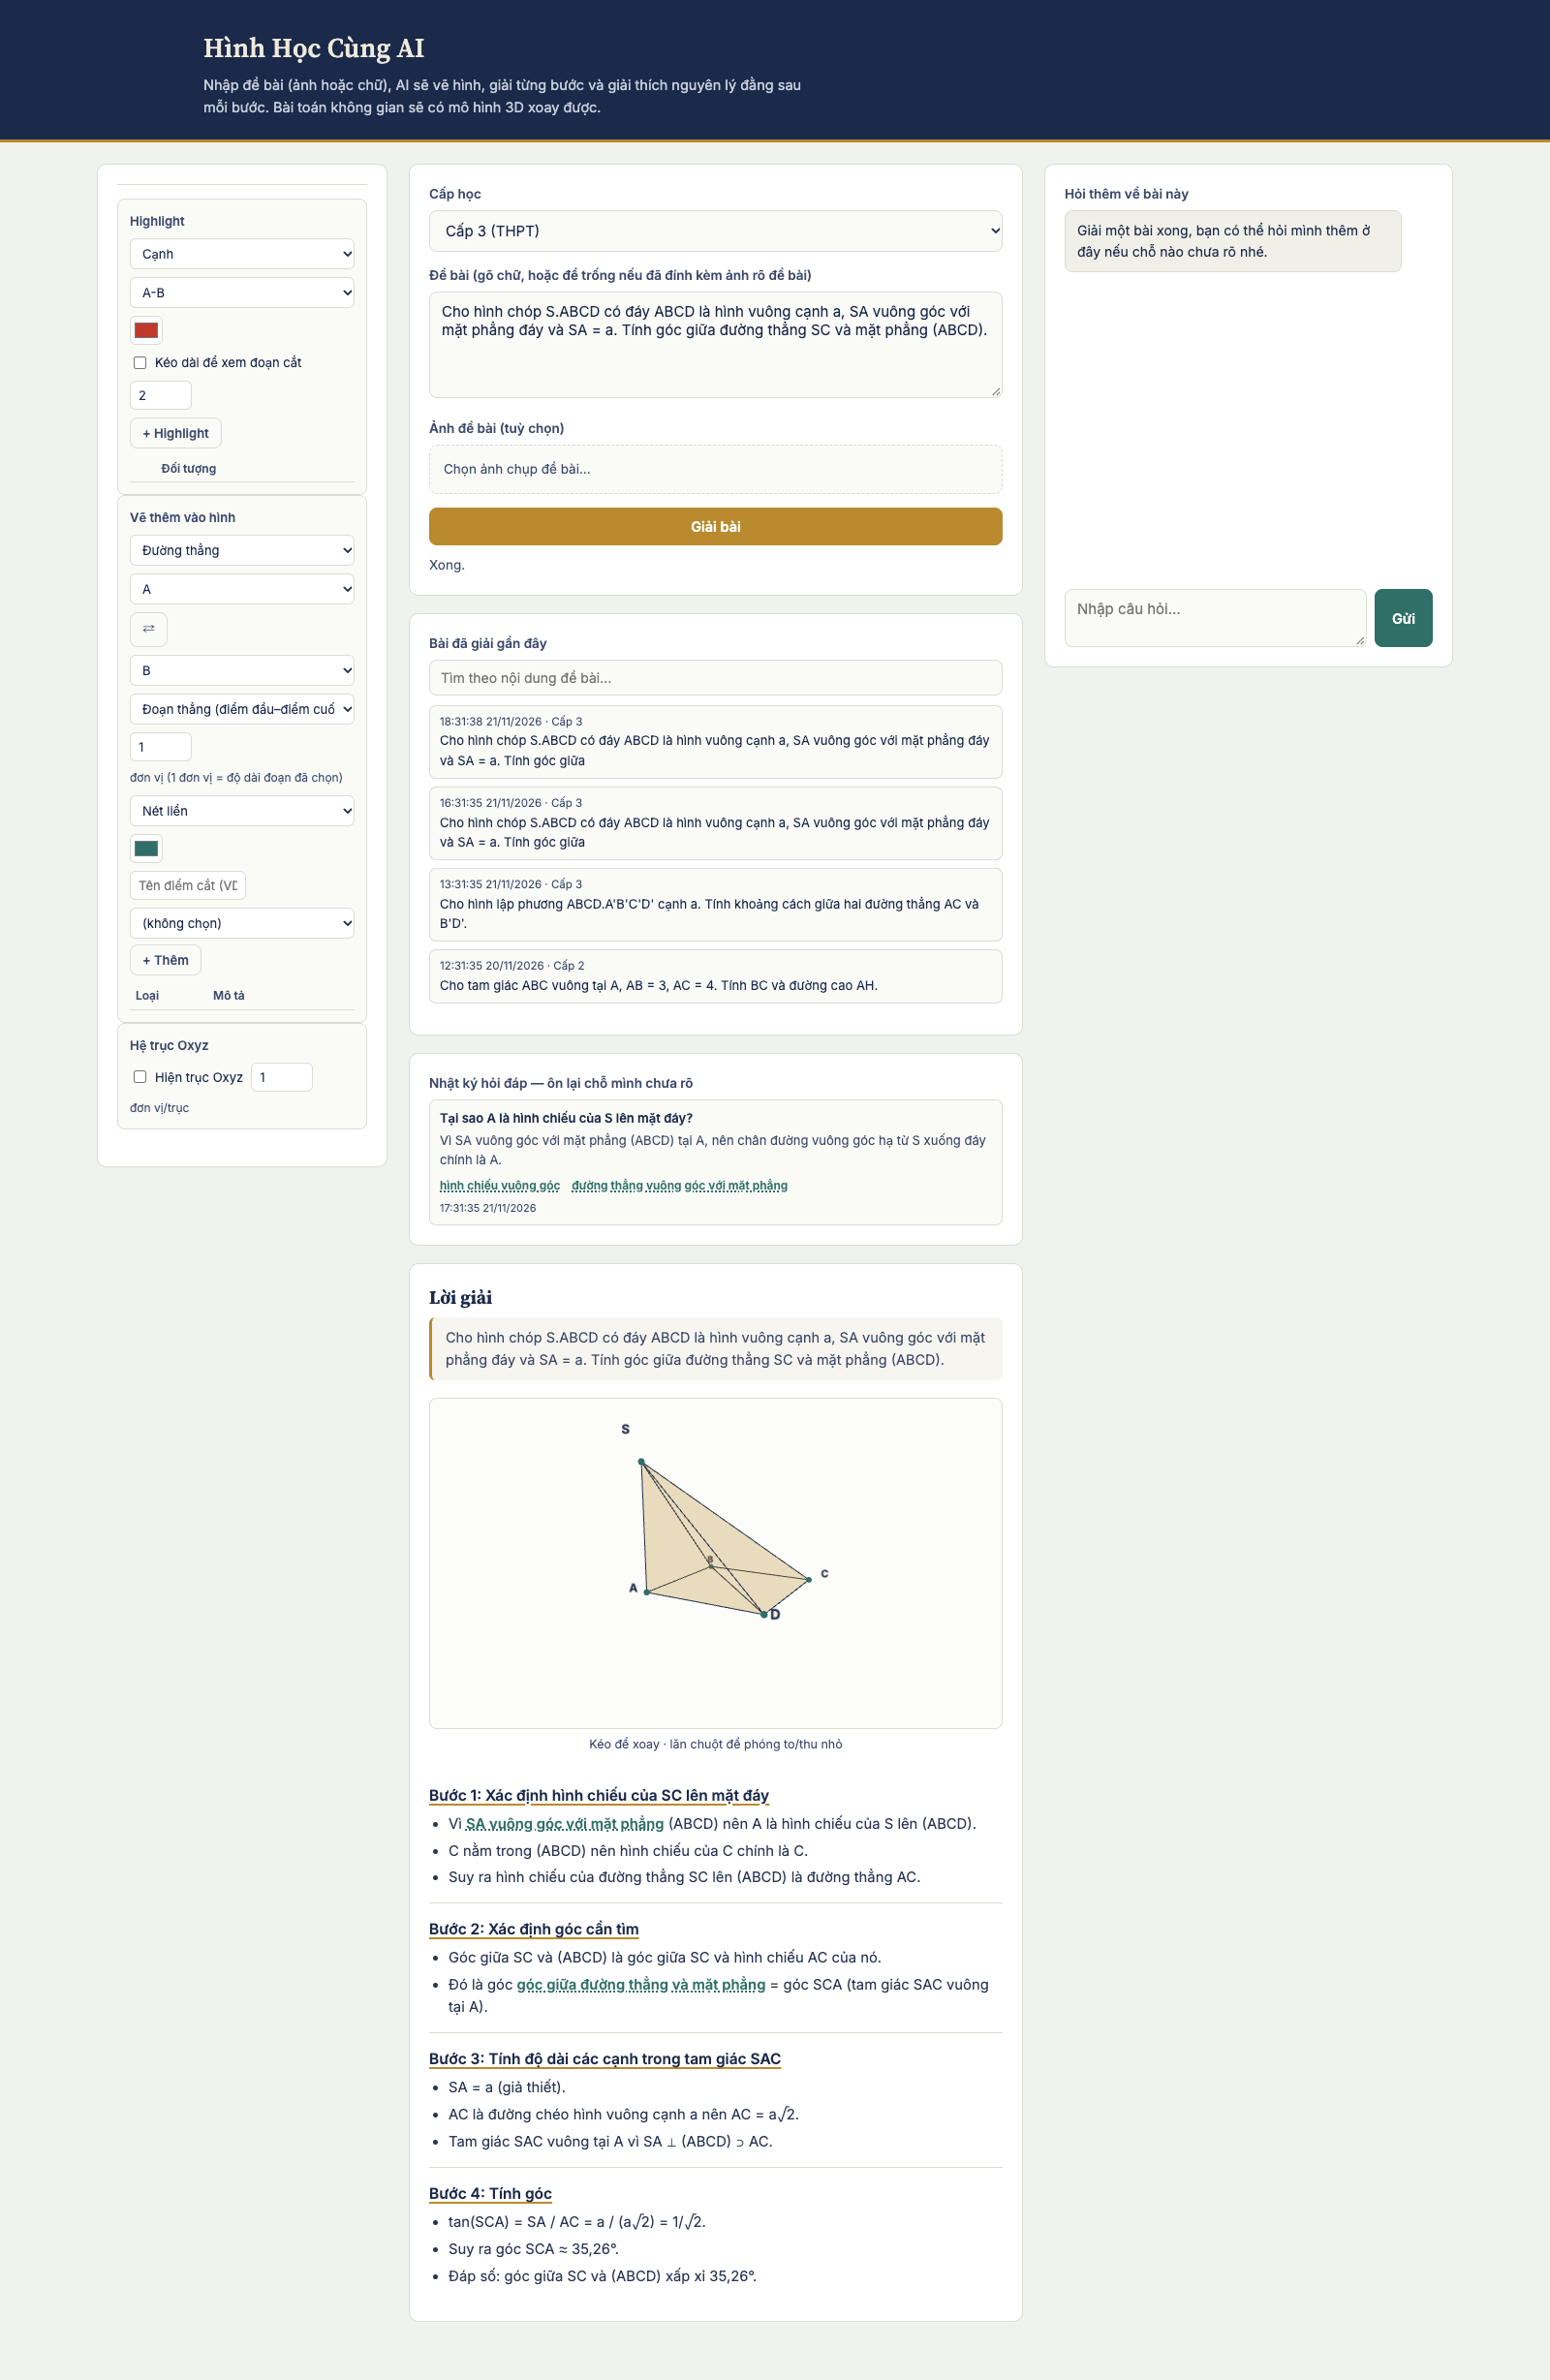 Hình Học Cùng AI
Nhập đề bài (ảnh hoặc chữ), AI sẽ vẽ hình, giải từng bước và giải thích nguyên lý đằng sau
mỗi bước. Bài toán không gian sẽ có mô hình 3D xoay được.
Highlight
Cạnh
A-B
Kéo dài để xem đoạn cắt
2
+ Highlight
Đối tượng
Vẽ thêm vào hình
Đường thẳng
A
⇄
B
Đoạn thẳng (điểm đầu–điểm cuố
1
đơn vị (1 đơn vị = độ dài đoạn đã chọn)
Nét liền
Tên điểm cắt (VD
(không chọn)
+ Thêm
Loại Mô tả
Hệ trục Oxyz
Hiện trục Oxyz 1
đơn vị/trục
Cấp học
Cấp 3 (THPT)
Đề bài (gõ chữ, hoặc để trống nếu đã đính kèm ảnh rõ đề bài)
Cho hình chóp S.ABCD có đáy ABCD là hình vuông cạnh a, SA vuông góc với
mặt phẳng đáy và SA = a. Tính góc giữa đường thẳng SC và mặt phẳng (ABCD).
Ảnh đề bài (tuỳ chọn)
Chọn ảnh chụp đề bài...
Giải bài
Xong.
Bài đã giải gần đây
Tìm theo nội dung đề bài...
18:31:38 21/11/2026 · Cấp 3
Cho hình chóp S.ABCD có đáy ABCD là hình vuông cạnh a, SA vuông góc với mặt phẳng đáy
và SA = a. Tính góc giữa
16:31:35 21/11/2026 · Cấp 3
Cho hình chóp S.ABCD có đáy ABCD là hình vuông cạnh a, SA vuông góc với mặt phẳng đáy
và SA = a. Tính góc giữa
13:31:35 21/11/2026 · Cấp 3
Cho hình lập phương ABCD.A'B'C'D' cạnh a. Tính khoảng cách giữa hai đường thẳng AC và
B'D'.
12:31:35 20/11/2026 · Cấp 2
Cho tam giác ABC vuông tại A, AB = 3, AC = 4. Tính BC và đường cao AH.
Nhật ký hỏi đáp — ôn lại chỗ mình chưa rõ
Tại sao A là hình chiếu của S lên mặt đáy?
Vì SA vuông góc với mặt phẳng (ABCD) tại A, nên chân đường vuông góc hạ từ S xuống đáy
chính là A.
hình chiếu vuông góc đường thẳng vuông góc với mặt phẳng
17:31:35 21/11/2026
Lời giải
Cho hình chóp S.ABCD có đáy ABCD là hình vuông cạnh a, SA vuông góc với mặt
phẳng đáy và SA = a. Tính góc giữa đường thẳng SC và mặt phẳng (ABCD).
S
B
C
A
D
Kéo để xoay · lăn chuột để phóng to/thu nhỏ
Bước 1: Xác định hình chiếu của SC lên mặt đáy
• Vì SA vuông góc với mặt phẳng (ABCD) nên A là hình chiếu của S lên (ABCD).
• C nằm trong (ABCD) nên hình chiếu của C chính là C.
• Suy ra hình chiếu của đường thẳng SC lên (ABCD) là đường thẳng AC.
Bước 2: Xác định góc cần tìm
• Góc giữa SC và (ABCD) là góc giữa SC và hình chiếu AC của nó.
• Đó là góc góc giữa đường thẳng và mặt phẳng = góc SCA (tam giác SAC vuông
tại A).
Bước 3: Tính độ dài các cạnh trong tam giác SAC
• SA = a (giả thiết).
• AC là đường chéo hình vuông cạnh a nên AC = a√2.
• Tam giác SAC vuông tại A vì SA ⊥ (ABCD) ⊃ AC.
Bước 4: Tính góc
• tan(SCA) = SA / AC = a / (a√2) = 1/√2.
• Suy ra góc SCA ≈ 35,26°.
• Đáp số: góc giữa SC và (ABCD) xấp xỉ 35,26°.
Hỏi thêm về bài này
Giải một bài xong, bạn có thể hỏi mình thêm ở
đây nếu chỗ nào chưa rõ nhé.
Nhập câu hỏi...
Gửi